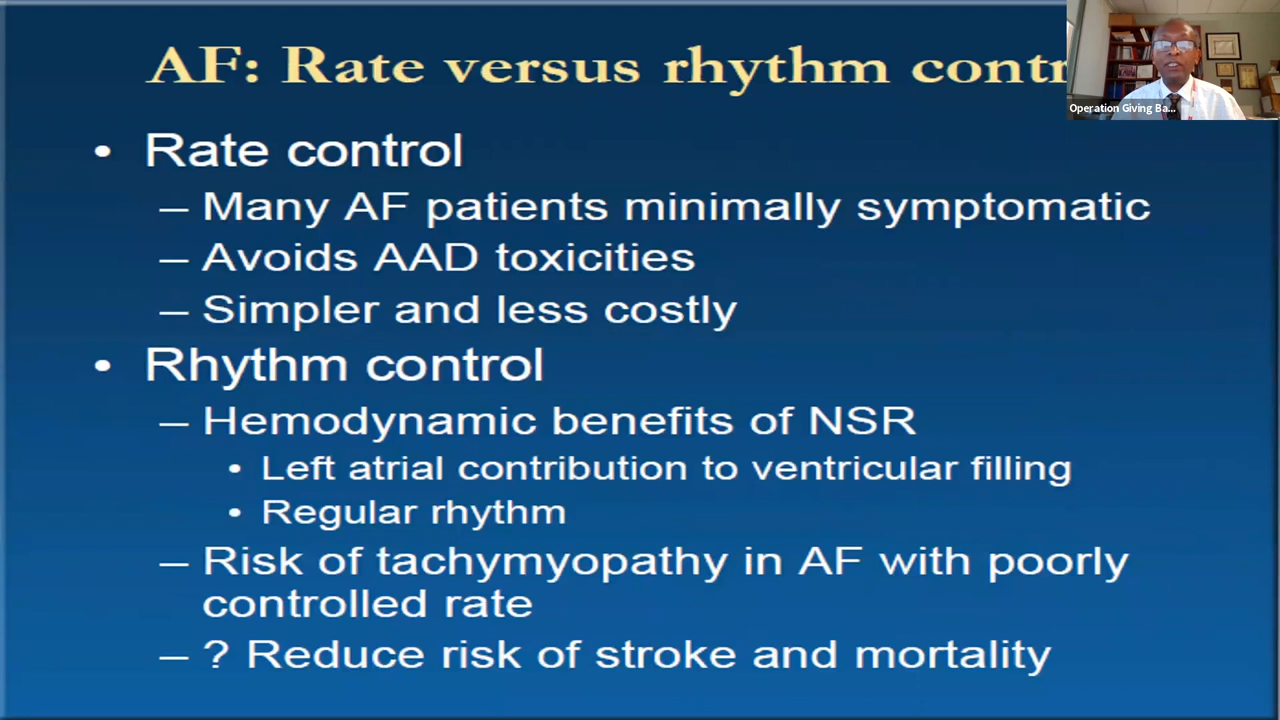 AF: Rate versus rhythm cont
Operation Giving Ba...
• Rate control
– Many AF patients minimally symptomatic
– Avoids AAD toxicities
– Simpler and less costly
• Rhythm control
– Hemodynamic benefits of NSR
• Left atrial contribution to ventricular filling
• Regular rhythm
– Risk of tachymyopathy in AF with poorly
controlled rate
– ? Reduce risk of stroke and mortality